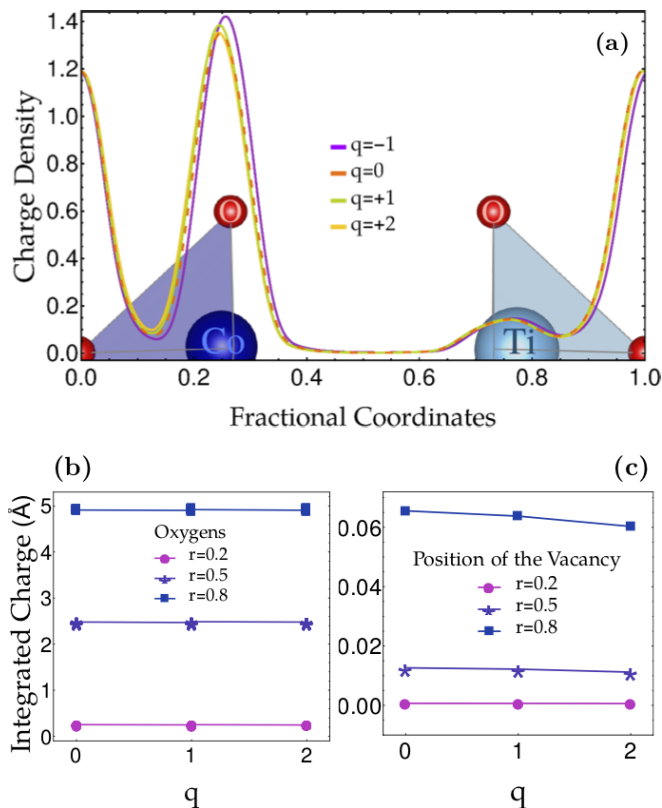 (a)
1.4
1.2
1.0
0.8
0.6
0.4
0.2
0.0
Charge Density
q=−1
q=0
q=+1
q=+2
O
O
Co
Ti
0.0 0.2 0.4 0.6 0.8 1.0
Fractional Coordinates
(b)
(c)
Integrated Charge (Å)
5
4
3
2
1
0
Oxygens
r=0.2
r=0.5
r=0.8
0 1 2
q
0.06
0.04
0.02
0.00
Position of the Vacancy
r=0.2
r=0.5
r=0.8
0 1 2
q